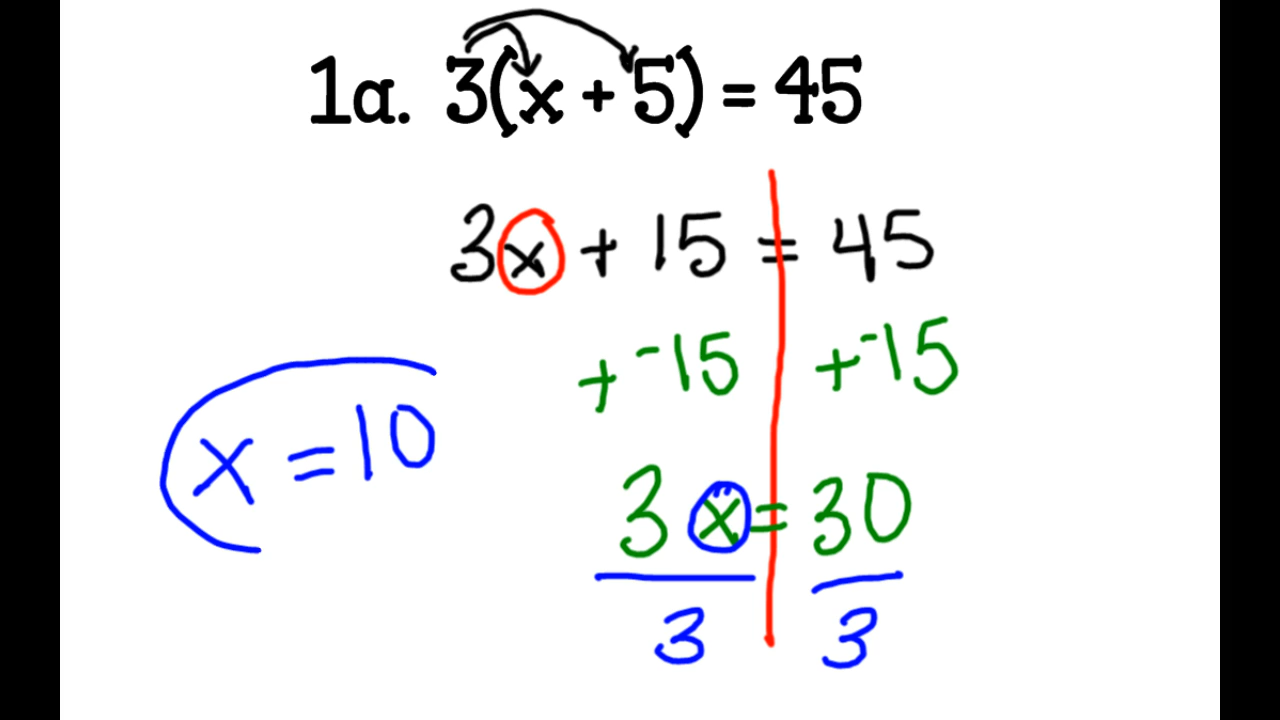 1a. 3(x + 5) = 45
3x + 15 = 45
+ -15 + -15
x = 10
3x = 30
3 3